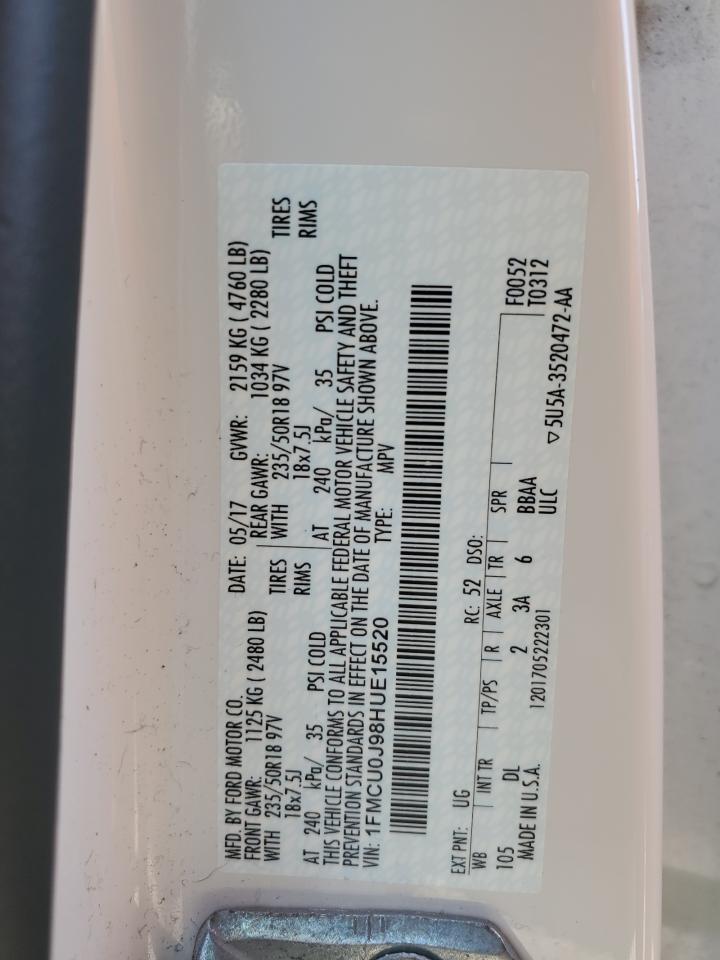 MFD. BY FORD MOTOR CO.
DATE: 05/17 GVWR: 2159 KG ( 4760 LB)
FRONT GAWR: 1125 KG ( 2480 LB)
REAR GAWR: 1034 KG ( 2280 LB)
WITH 235/50R18 97V TIRES
WITH 235/50R18 97V TIRES
18x7.5J RIMS
18x7.5J RIMS
AT 240 kPa/ 35 PSI COLD
AT 240 kPa/ 35 PSI COLD
THIS VEHICLE CONFORMS TO ALL APPLICABLE FEDERAL MOTOR VEHICLE SAFETY AND THEFT
PREVENTION STANDARDS IN EFFECT ON THE DATE OF MANUFACTURE SHOWN ABOVE.
VIN: 1FMCU0J98HUE15520 TYPE: MPV
EXT PNT: UG RC: 52 DSO:
WB INT TR TP/PS R AXLE TR SPR F0052
105 DL 2 3A 6 BBAA T0312
MADE IN U.S.A. 1201705222301 ULC
▽5U5A-3520472-AA